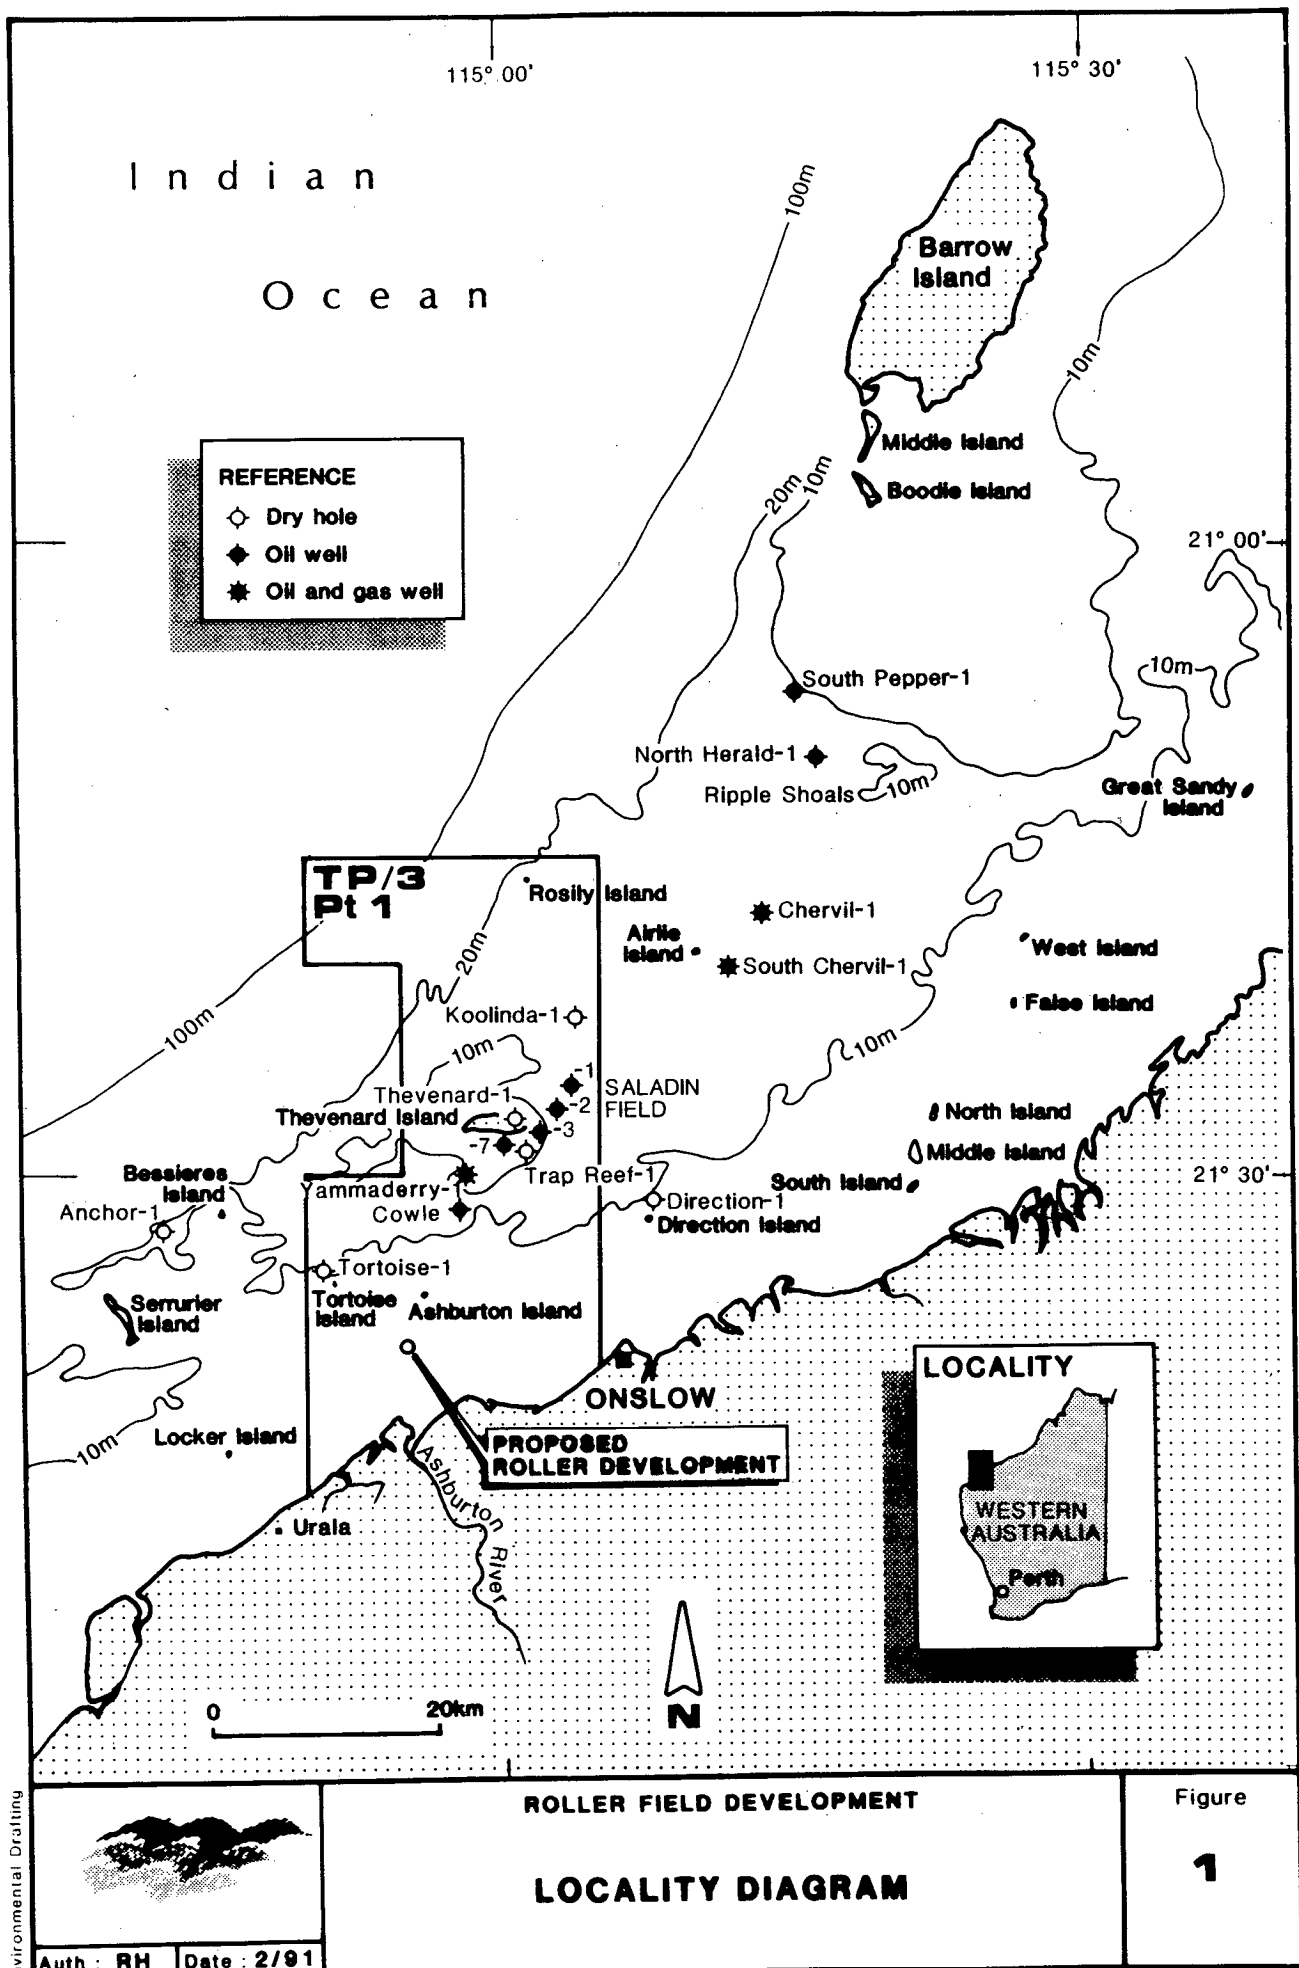 115° 00'
115° 30'
Indian
Ocean
100m
Barrow
Island
10m
Middle Island
Boodie Island
20m
10m
REFERENCE
Dry hole
Oil well
Oil and gas well
21° 00'
10m
South Pepper-1
North Herald-1
Ripple Shoals
10m
Great Sandy
Island
TP/3
Pt 1
Rosily Island
Chervil-1
Airlie
Island
South Chervil-1
West Island
False Island
20m
100m
Koolinda-1
10m
10m
-1
SALADIN
FIELD
-2
-3
-7
Thevenard-1
Thevenard Island
Trap Reef-1
North Island
Middle Island
South Island
21° 30'
Bessieres
Island
Yammaderry-1
Cowle
Direction-1
Direction Island
Anchor-1
Tortoise-1
Tortoise
Island
Ashburton Island
Serrurier
Island
ONSLOW
PROPOSED
ROLLER DEVELOPMENT
10m
Locker Island
Ashburton
River
Urala
LOCALITY
WESTERN
AUSTRALIA
Perth
0 20km
N
ROLLER FIELD DEVELOPMENT
LOCALITY DIAGRAM
Figure
1
Auth : RH
Date : 2/91
Drafting